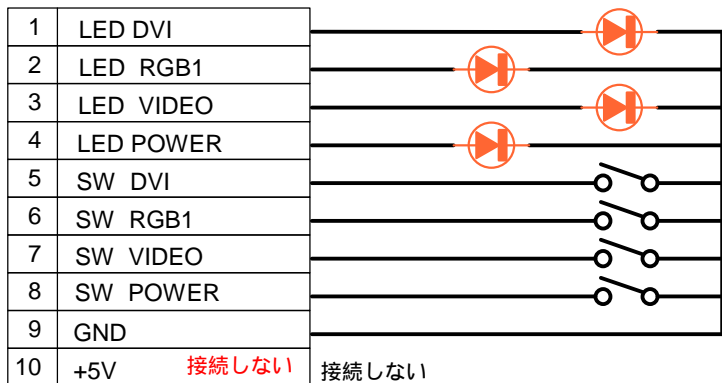 1 LED DVI
2 LED RGB1
3 LED VIDEO
4 LED POWER
5 SW DVI
6 SW RGB1
7 SW VIDEO
8 SW POWER
9 GND
10 +5V 接続しない 接続しない